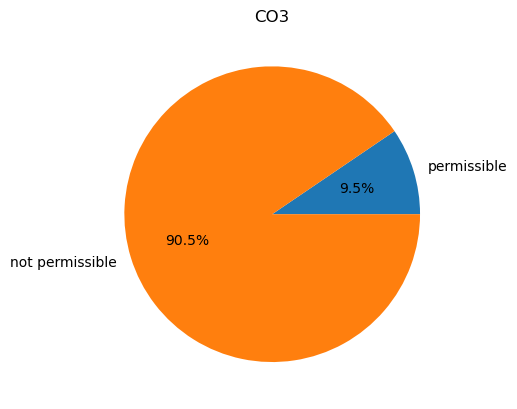 CO3
permissible
9.5%
90.5%
not permissible